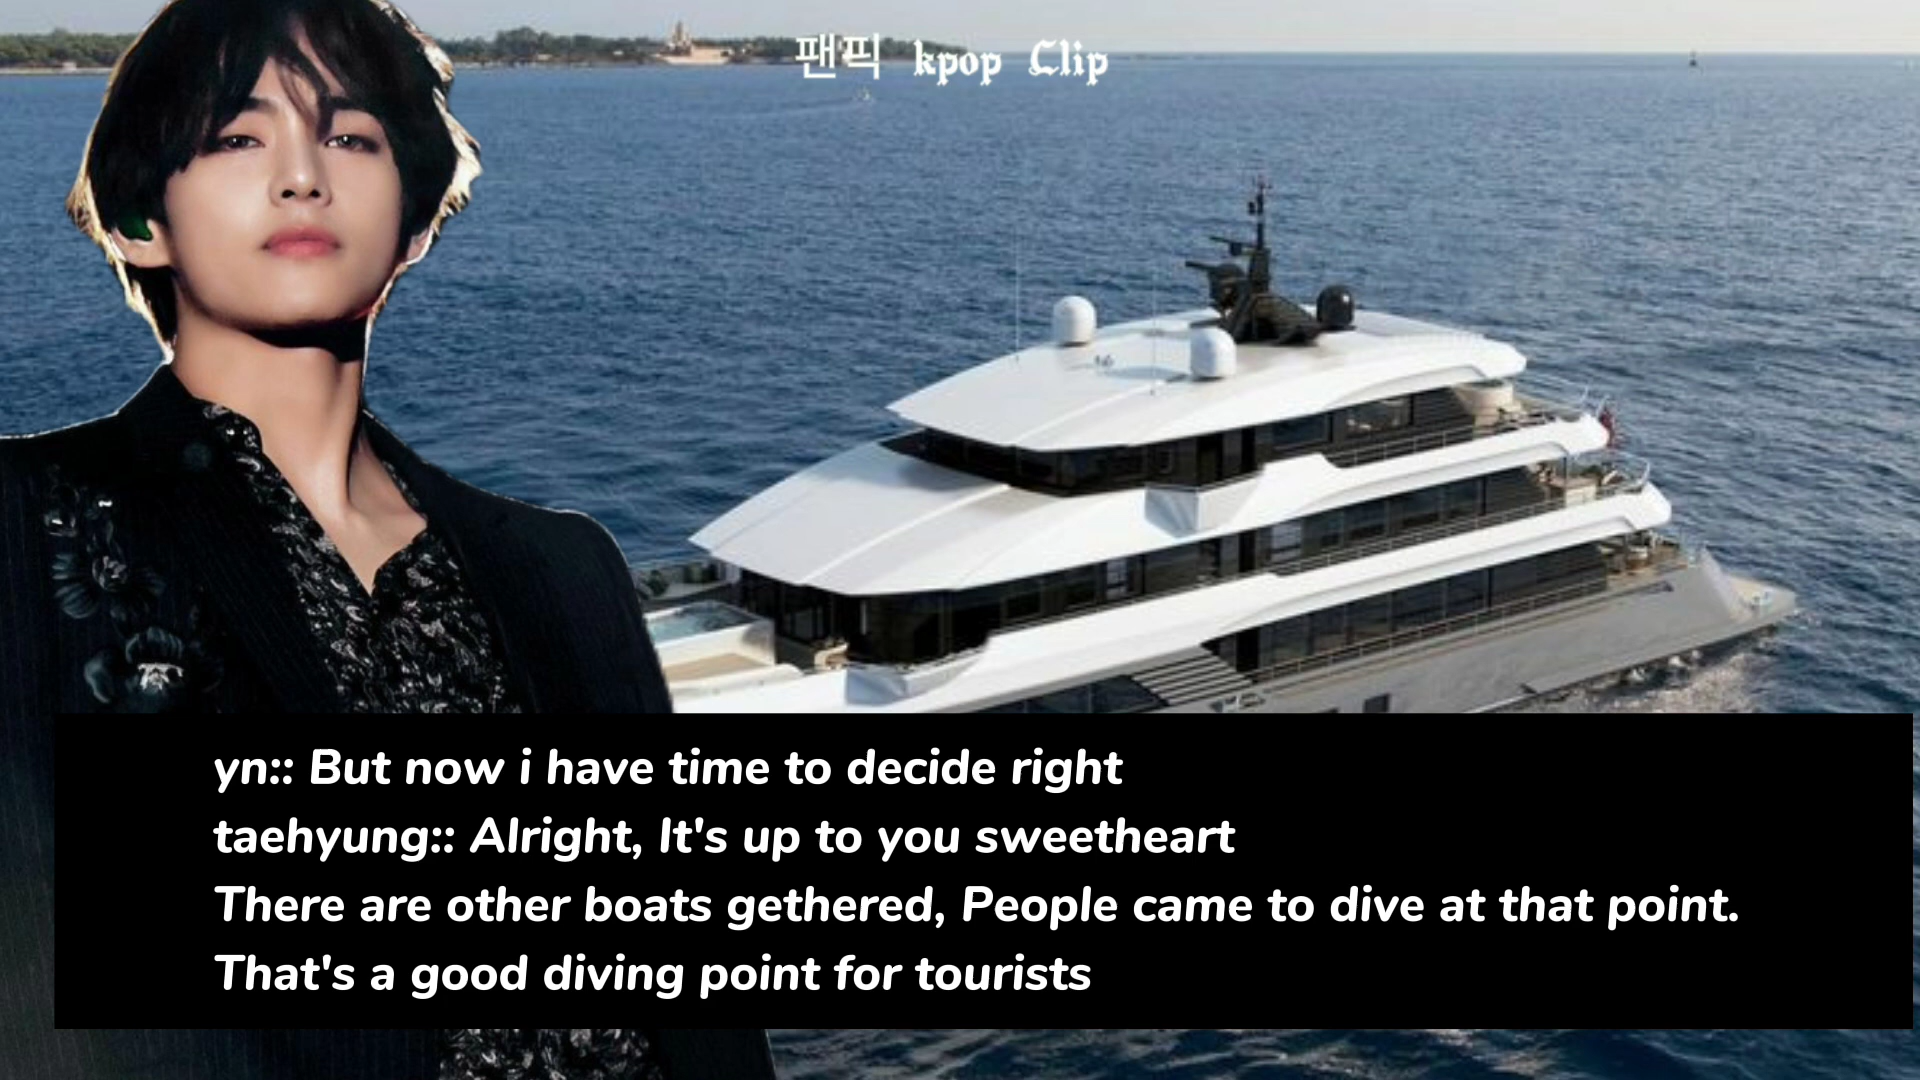 팬픽 kpop Clip
yn:: But now i have time to decide right
taehyung:: Alright, It's up to you sweetheart
There are other boats gethered, People came to dive at that point.
That's a good diving point for tourists